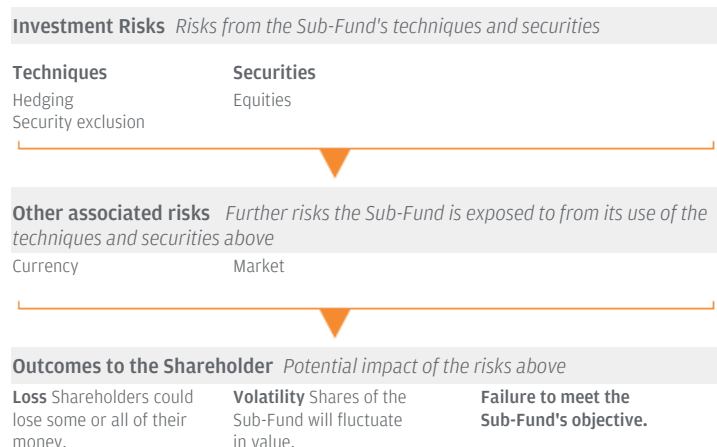 Investment Risks Risks from the Sub-Fund's techniques and securities
Techniques
Hedging
Security exclusion
Securities
Equities
Other associated risks Further risks the Sub-Fund is exposed to from its use of the
techniques and securities above
Currency
Market
Outcomes to the Shareholder Potential impact of the risks above
Loss Shareholders could
lose some or all of their
money.
Volatility Shares of the
Sub-Fund will fluctuate
in value.
Failure to meet the
Sub-Fund's objective.